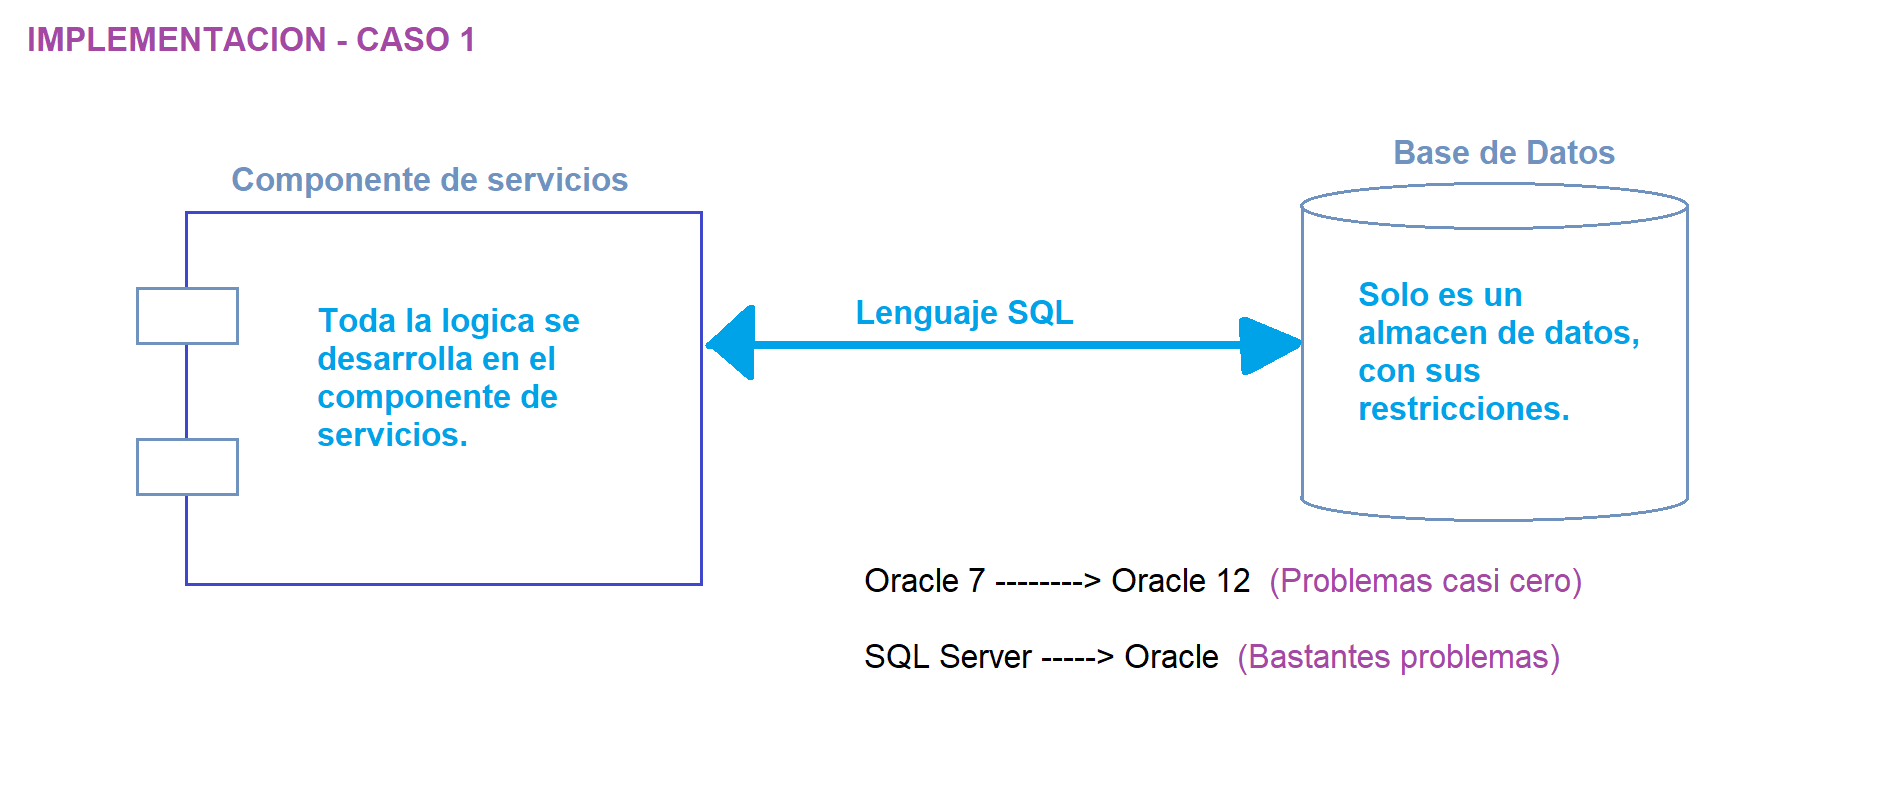 IMPLEMENTACION - CASO 1
Base de Datos
Componente de servicios
Toda la logica se
desarrolla en el
componente de
servicios.
Lenguaje SQL
Solo es un
almacen de datos,
con sus
restricciones.
Oracle 7 --------> Oracle 12  (Problemas casi cero)
SQL Server -----> Oracle  (Bastantes problemas)